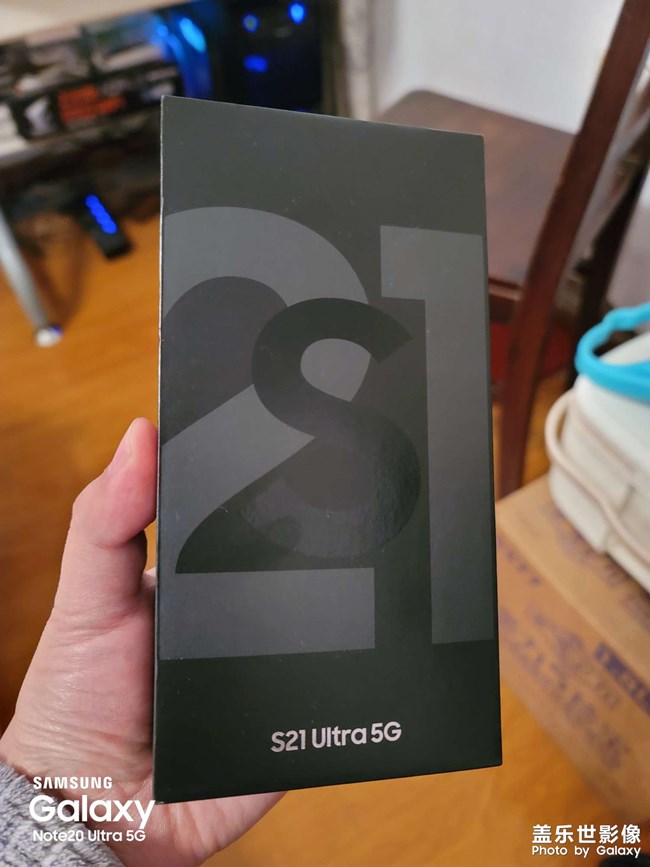 21
S
S21 Ultra 5G
SAMSUNG
Galaxy
Note20 Ultra 5G
盖乐世影像
Photo by Galaxy